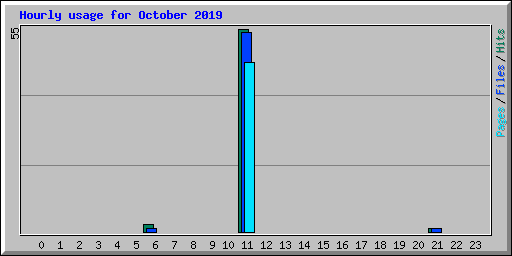 Hourly usage for October 2019
55
Pages/Files/Hits
0 1 2 3 4 5 6 7 8 9 10 11 12 13 14 15 16 17 18 19 20 21 22 23